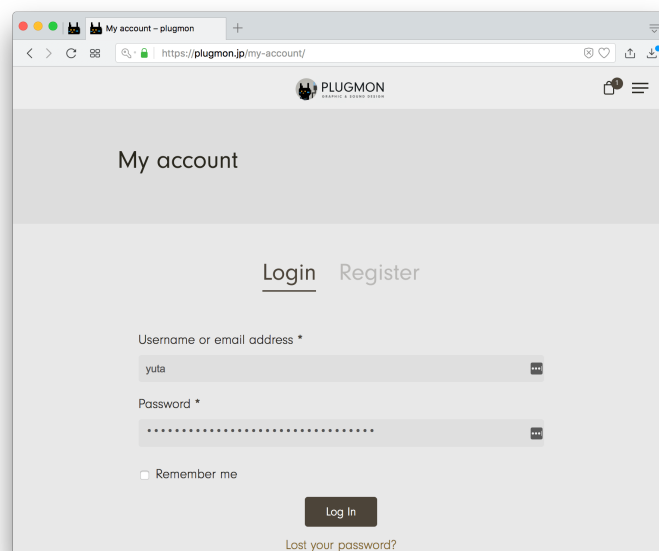 My account – plugmon
https://plugmon.jp/my-account/
PLUGMON
GRAPHIC & SOUND DESIGN
1
My account
Login Register
Username or email address *
yuta
Password *
Remember me
Log In
Lost your password?